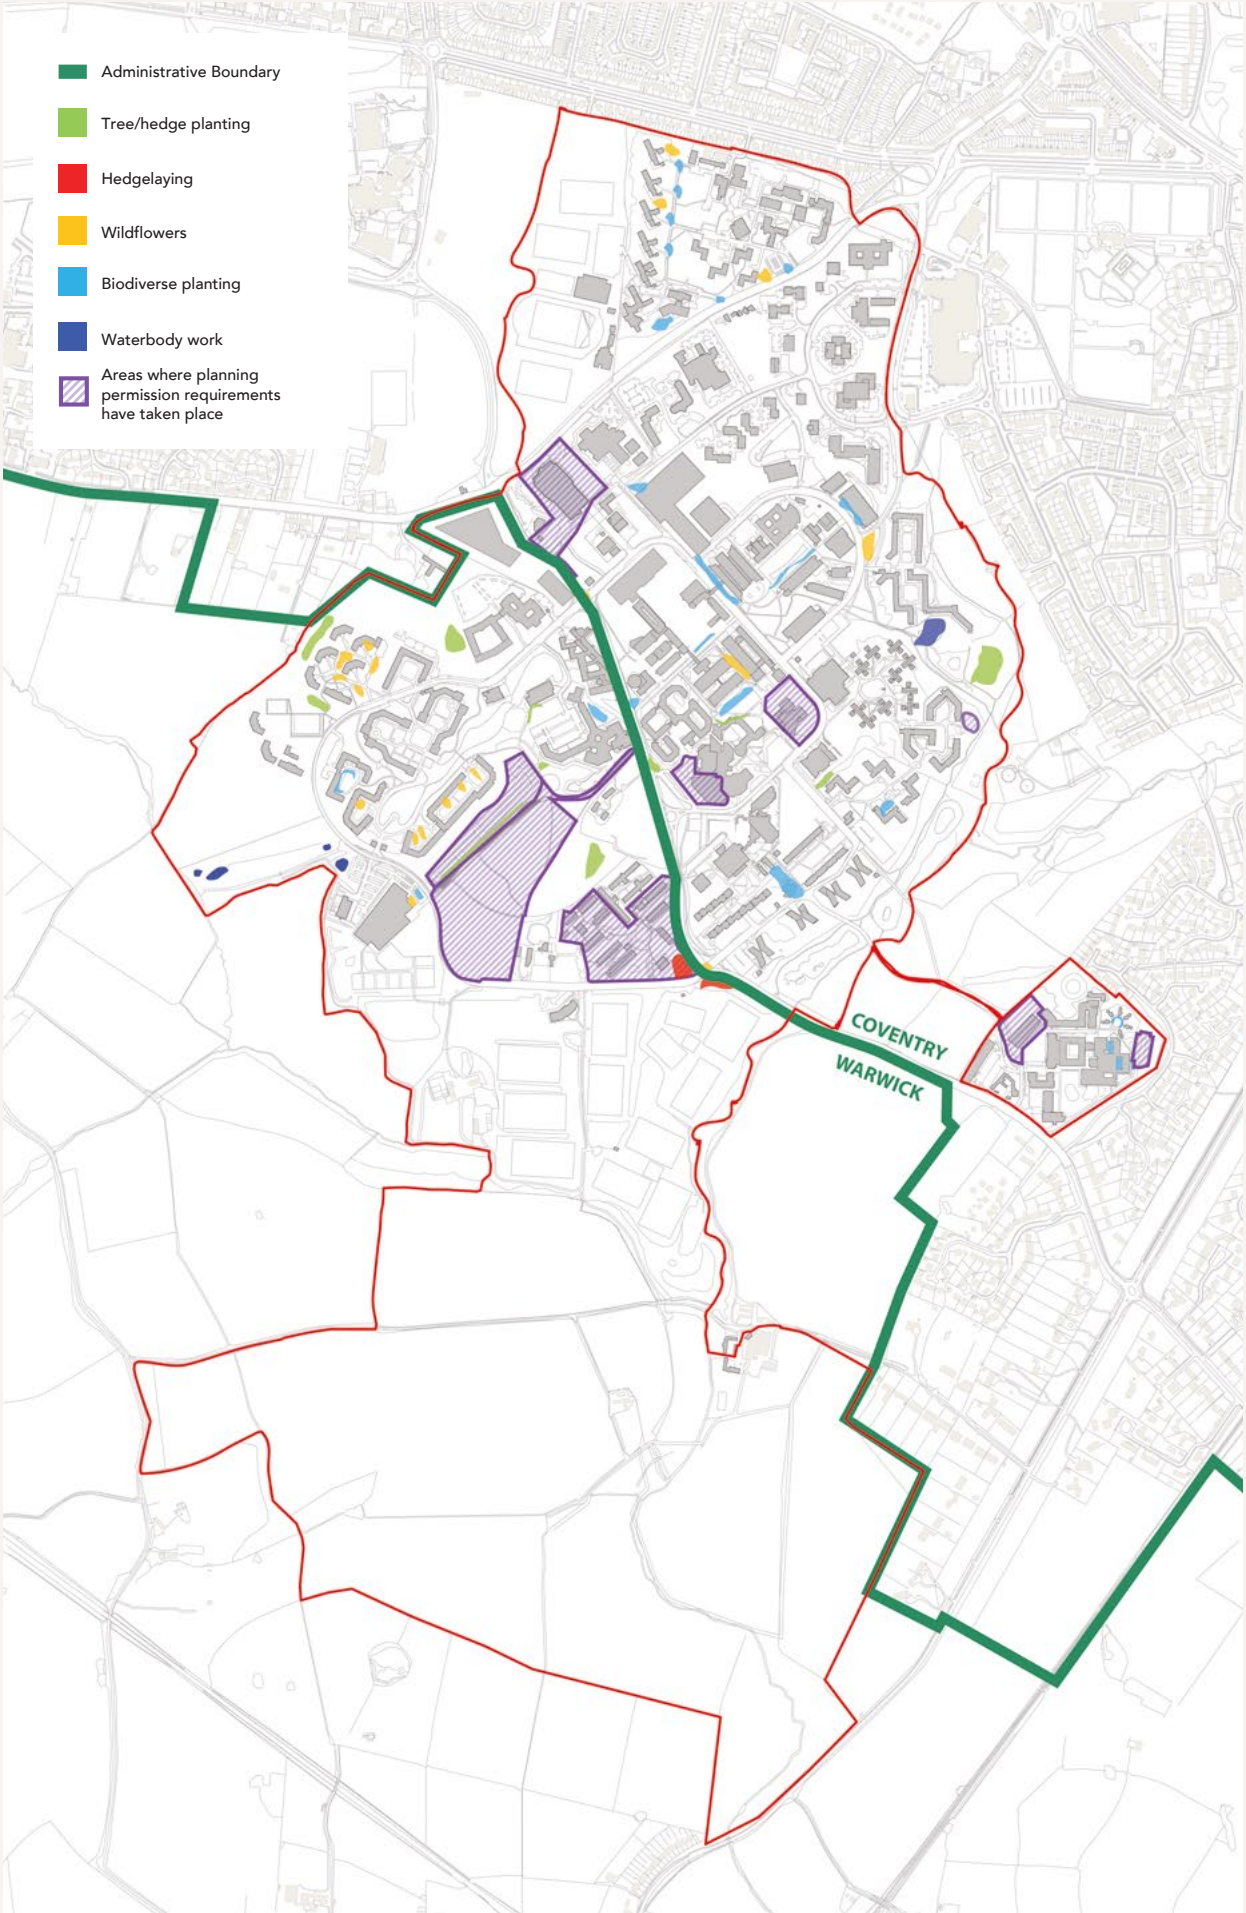 Administrative Boundary
Tree/hedge planting
Hedgelaying
Wildflowers
Biodiverse planting
Waterbody work
Areas where planning
permission requirements
have taken place
COVENTRY
WARWICK